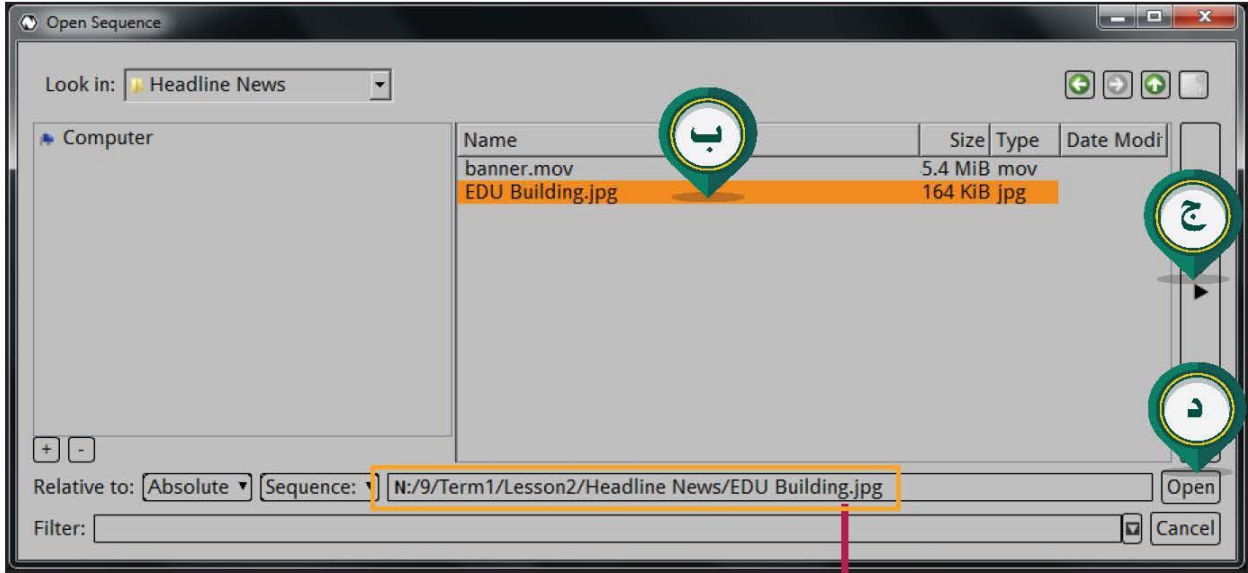 Open Sequence
Look in: Headline News
Computer
Name Size Type Date Modi
ب
banner.mov 5.4 MiB mov
EDU Building.jpg 164 KiB jpg
ج
د
+ -
Relative to: Absolute Sequence: N:/9/Term1/Lesson2/Headline News/EDU Building.jpg Open
Filter: Cancel